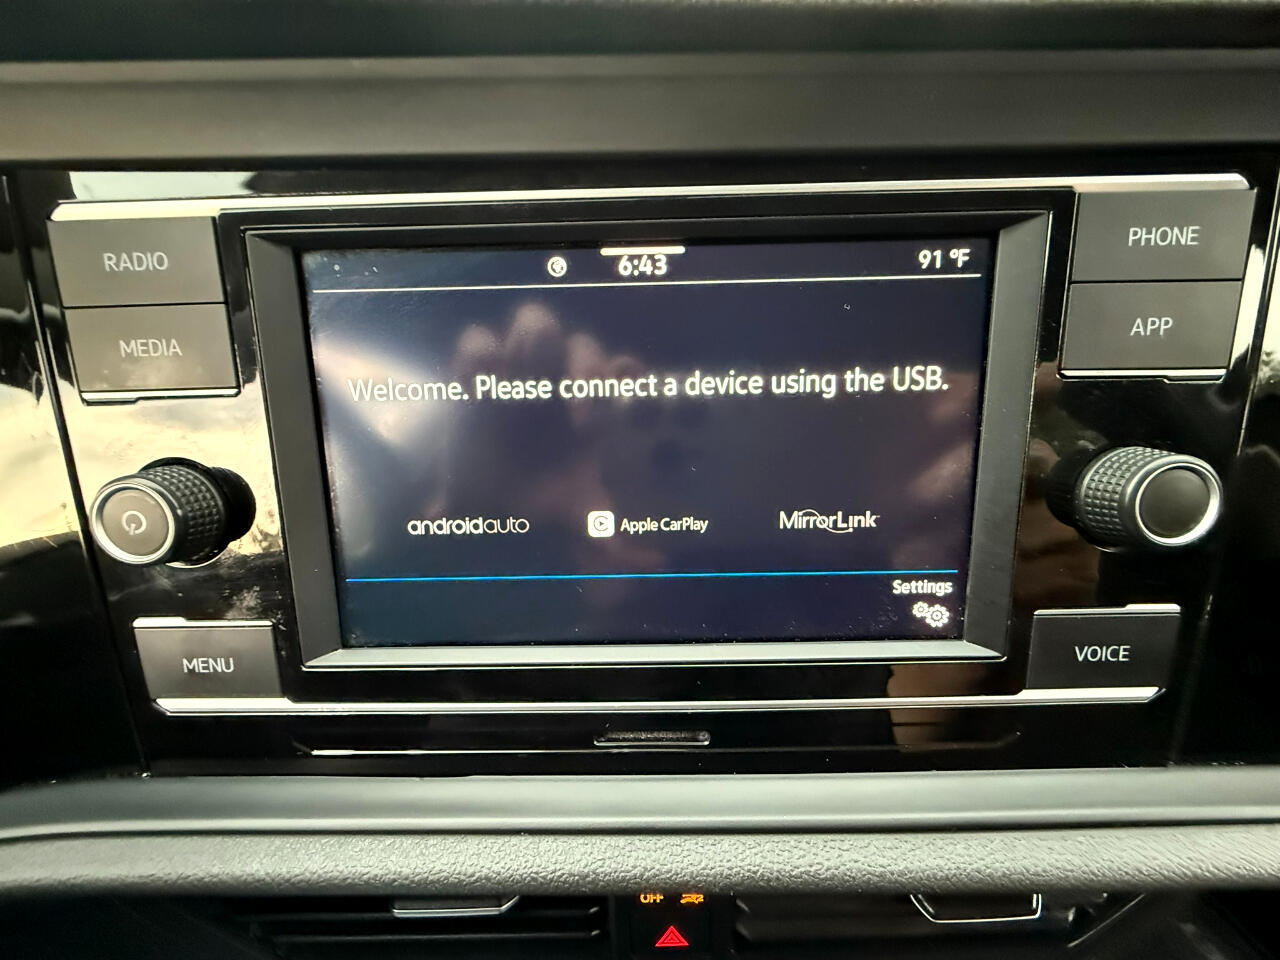 RADIO
MEDIA
MENU
6:43
91 °F
Welcome. Please connect a device using the USB.
androidauto
Apple CarPlay
MirrorLink
Settings
PHONE
APP
VOICE
OFF